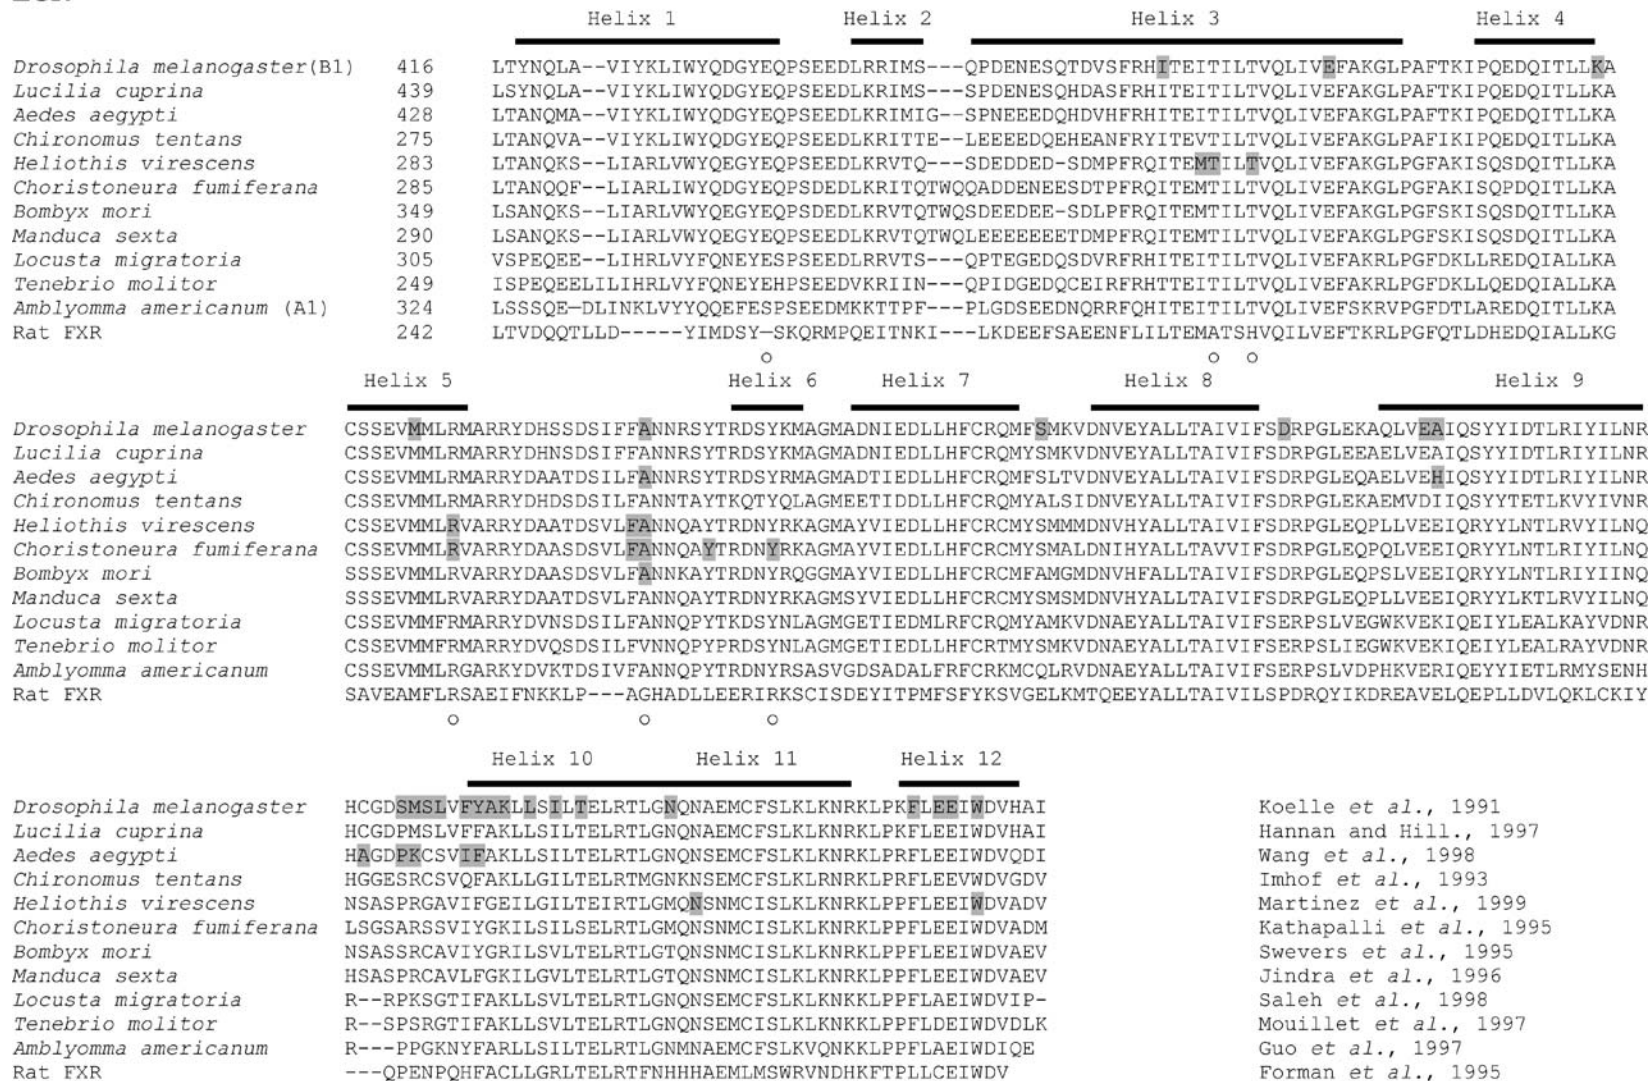 Helix 1 Helix 2 Helix 3 Helix 4
Drosophila melanogaster(B1) 416 LTYNQLA--VIYKLIWYQDGYEQPSEEDLRRIMS---QPDENESQTDVSFRHITEITILTVQLIVEFAKGLPAFTKIPQEDQITLLKA
Lucilia cuprina 439 LSYNQLA--VIYKLIWYQDGYEQPSEEDLKRIMS---SPDENESQHDASFRHITEITILTVQLIVEFAKGLPAFTKIPQEDQITLLKA
Aedes aegypti 428 LTANQMA--VIYKLIWYQDGYEQPSEEDLKRIMIG--SPNEEEDQHDVHFRHITEITILTVQLIVEFAKGLPAFTKIPQEDQITLLKA
Chironomus tentans 275 LTANQVA--VIYKLIWYQDGYEQPSEEDLKRITTE--LEEEEDQEHEANFRYITEVTILTVQLIVEFAKGLPAFIKIPQEDQITLLKA
Heliothis virescens 283 LTANQKS--LIARLVWYQEGYEQPSEEDLKRVTQ---SDEDDED-SDMPFRQITEMTILTVQLIVEFAKGLPGFAKISQSDQITLLKA
Choristoneura fumiferana 285 LTANQQF--LIARLIWYQDGYEQPSDEDLKRITQTWQQADDENEESDTPFRQITEMTILTVQLIVEFAKGLPGFAKISQPDQITLLKA
Bombyx mori 349 LSANQKS--LIARLVWYQEGYEQPSDEDLKRVTQTWQSDEEDEE-SDLPFRQITEMTILTVQLIVEFAKGLPGFSKISQSDQITLLKA
Manduca sexta 290 LSANQKS--LIARLVWYQEGYEQPSEEDLKRVTQTWQLEEEEEEETDMPFRQITEMTILTVQLIVEFAKGLPGFSKISQSDQITLLKA
Locusta migratoria 305 VSPEQEE--LIHRLVYFQNEYESPSEEDLRRVTS---QPTEGEDQSDVRFRHITEITILTVQLIVEFAKRLPGFDKLLREDQITLLKA
Tenebrio molitor 249 ISPEQEELILIHRLVYFQNEYEHPSEEDVKRIIN---QPIDGEDQCEIRFRHTTEITILTVQLIVEFAKRLPGFDKLLQEDQITLLKA
Amblyomma americanum (A1) 324 LSSSQE–DLINKLVYYQQEFESPSEEDMKKTTPF---PLGDSEEDNQRRFQHITEITILTVQLIVEFSKRVPGFDTLAREDQITLLKA
Rat FXR 242 LTVDQQTLLD-----YIMDSY–SKQRMPQEITNKI---LKDEEFSAEENFLILTEMATSHVQILVEFTKRLPGFQTLDHEDQIALLKG
Helix 5 Helix 6 Helix 7 Helix 8 Helix 9
Drosophila melanogaster CSSEVMMLRMARRYDHSSDSIFFANNRSYTRDSYKMAGMADNIEDLLHFCRQMFSMKVDNVEYALLTAIVIFSDRPGLEKAQLVEAIQSYYIDTLRIYILNR
Lucilia cuprina CSSEVMMLRMARRYDHNSDSIFFANNRSYTRDSYKMAGMADNIEDLLHFCRQMYSMKVDNVEYALLTAIVIFSDRPGLEEAELVEAIQSYYIDTLRIYILNR
Aedes aegypti CSSEVMMLRMARRYDAATDSILFANNRSYTRDSYRMAGMADTIEDLLHFCRQMFSLTVDNVEYALLTAIVIFSDRPGLEQAELVEHIQSYYIDTLRIYILNR
Chironomus tentans CSSEVMMLRMARRYDHDSDSILFANNTAYTKQTYQLAGMEETIDDLLHFCRQMYALSIDNVEYALLTAIVIFSDRPGLEKAEMVDIIQSYYTETLKVYIVNR
Heliothis virescens CSSEVMMLRVARRYDAATDSVLFANNQAYTRDNYRKAGMAYVIEDLLHFCRCMYSMMMDNVHYALLTAIVIFSDRPGLEQPLLVEEIQRYYLNTLRVYILNQ
Choristoneura fumiferana CSSEVMMLRVARRYDAASDSVLFANNQAYTRDNYRKAGMAYVIEDLLHFCRCMYSMALDNIHYALLTAVVIFSDRPGLEQPQLVEEIQRYYLNTLRIYILNQ
Bombyx mori SSSEVMMLRVARRYDAASDSVLFANNKAYTRDNYRQGGMAYVIEDLLHFCRCMFAMGMDNVHFALLTAIVIFSDRPGLEQPSLVEEIQRYYLNTLRIYIINQ
Manduca sexta SSSEVMMLRVARRYDAATDSVLFANNQAYTRDNYRKAGMSYVIEDLLHFCRCMYSMSMDNVHYALLTAIVIFSDRPGLEQPLLVEEIQRYYLKTLRVYILNQ
Locusta migratoria CSSEVMMFRMARRYDVNSDSILFANNQPYTKDSYNLAGMGETIEDMLRFCRQMYAMKVDNAEYALLTAIVIFSERPSLVEGWKVEKIQEIYLEALKAYVDNR
Tenebrio molitor CSSEVMMFRMARRYDVQSDSILFVNNQPYPRDSYNLAGMGETIEDLLHFCRTMYSMKVDNAEYALLTAIVIFSERPSLIEGWKVEKIQEIYLEALRAYVDNR
Amblyomma americanum CSSEVMMLRGARKYDVKTDSIVFANNQPYTRDNYRSASVGDSADALFRFCRKMCQLRVDNAEYALLTAIVIFSERPSLVDPHKVERIQEYYIETLRMYSENH
Rat FXR SAVEAMFLRSAEIFNKKLP---AGHADLLEERIRKSCISDEYITPMFSFYKSVGELKMTQEEYALLTAIVILSPDRQYIKDREAVELQEPLLDVLQKLCKIY
Helix 10 Helix 11 Helix 12
Drosophila melanogaster HCGDSMSLVFYAKLLSILTELRTLGNQNAEMCFSLKLKNRKLPKFLEEIWDVHAI Koelle et al., 1991
Lucilia cuprina HCGDPMSLVFFAKLLSILTELRTLGNQNAEMCFSLKLKNRKLPKFLEEIWDVHAI Hannan and Hill., 1997
Aedes aegypti HAGDPKCSVIFAKLLSILTELRTLGNQNAEMCFSLKLKNRKLPRFLEEIWDVQDI Wang et al., 1998
Chironomus tentans HGGESRCSVQFAKLLGILTELRTMGNKNSEMCFSLKLRNRKLPRFLEEVWDVGDV Imhof et al., 1993
Heliothis virescens NSASPRGAVIFGEILGILTEIRTLGMQNSNMCISLKLKNRKLPPFLEEIWDVADV Martinez et al., 1999
Choristoneura fumiferana LSGSARSSVIYGKILSILSELRTLGMQNSNMCISLKLKNRKLPPFLEEIWDVADM Kathapalli et al., 1995
Bombyx mori NSASSRCAVIYGRILSVLTELRTLGTQNSNMCISLKLKNRKLPPFLEEIWDVAEV Swevers et al., 1995
Manduca sexta HSASPRCAVLFGKILGVLTELRTLGTQNSNMCISLKLKNRKLPPFLEEIWDVAEV Jindra et al., 1996
Locusta migratoria R--RPKSGTIFAKLLSVLTELRTLGNQNSEMCFSLKLKNKKLPPFLAEIWDVIP- Saleh et al., 1998
Tenebrio molitor R--SPSRGTIFAKLLSVLTELRTLGNQNSEMCISLKLKNKKLPPFLDEIWDVDLK Mouillet et al., 1997
Amblyomma americanum R---PPGKNYFARLLSILTELRTLGNMNAEMCFSLKVQNKKLPPFLAEIWDIQE Guo et al., 1997
Rat FXR ---QPENPQHFACLLGRLTELRTFNHHHAEMLMSWRVNDHKFTPLLCEIWDV Forman et al., 1995